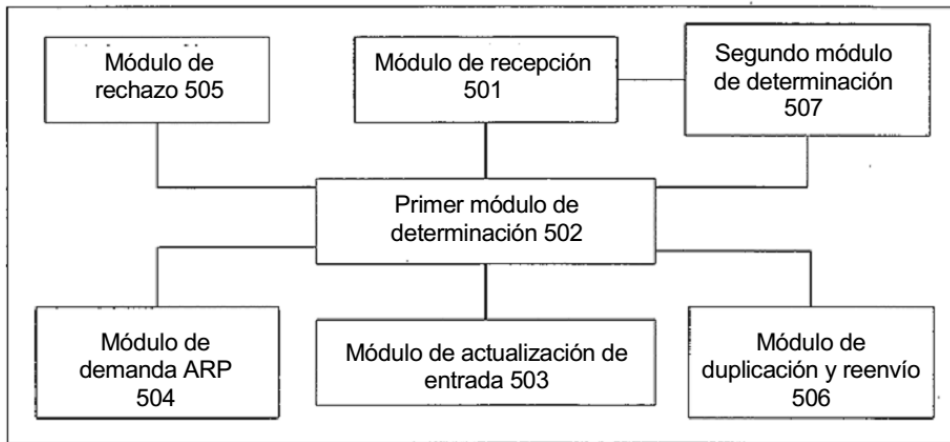 Módulo de
rechazo 505
Módulo de recepción
501
Segundo módulo
de determinación
507
Primer módulo de
determinación 502
Módulo de
demanda ARP
504
Módulo de actualización de
entrada 503
Módulo de
duplicación y reenvío
506